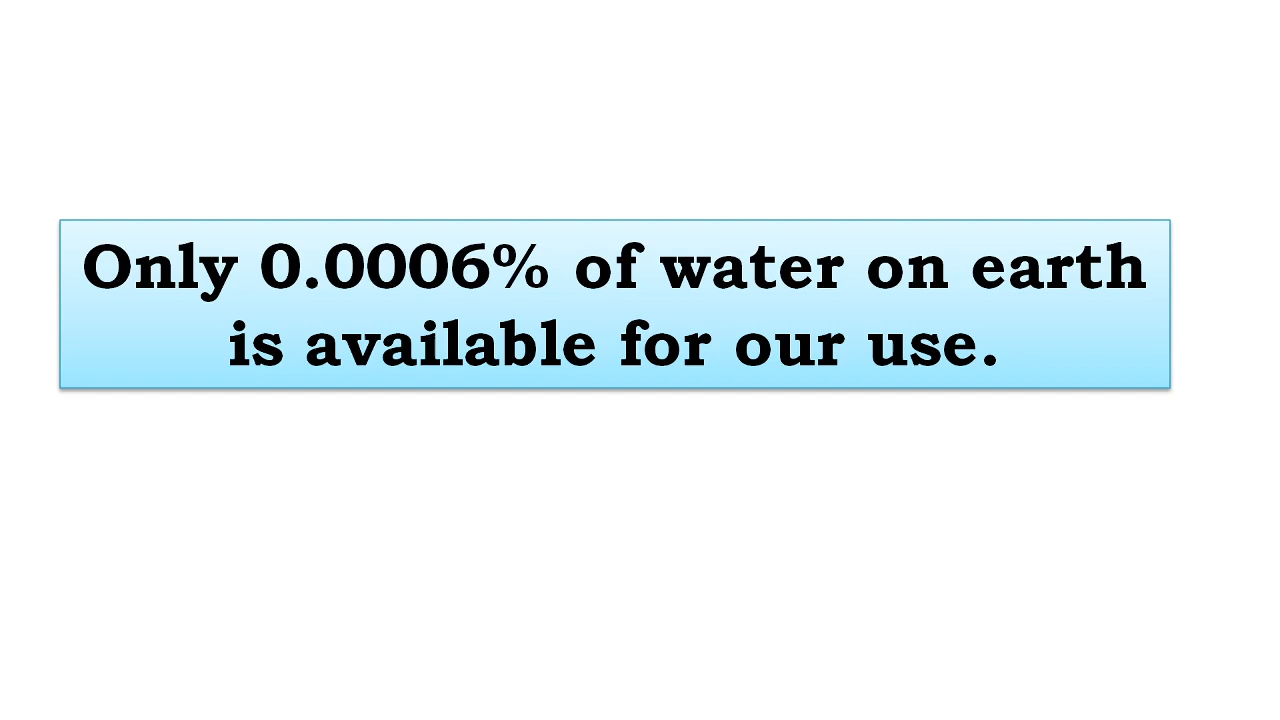 Only 0.0006% of water on earth
is available for our use.